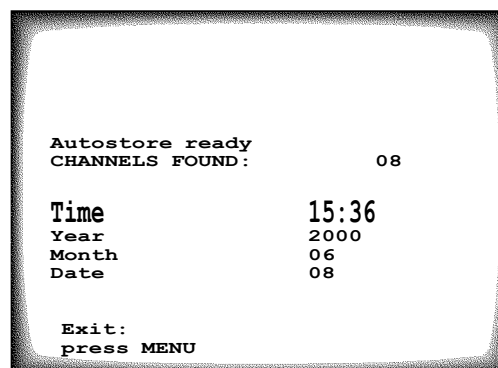 Autostore ready
CHANNELS FOUND: 08
Time 15:36
Year 2000
Month 06
Date 08
Exit:
press MENU